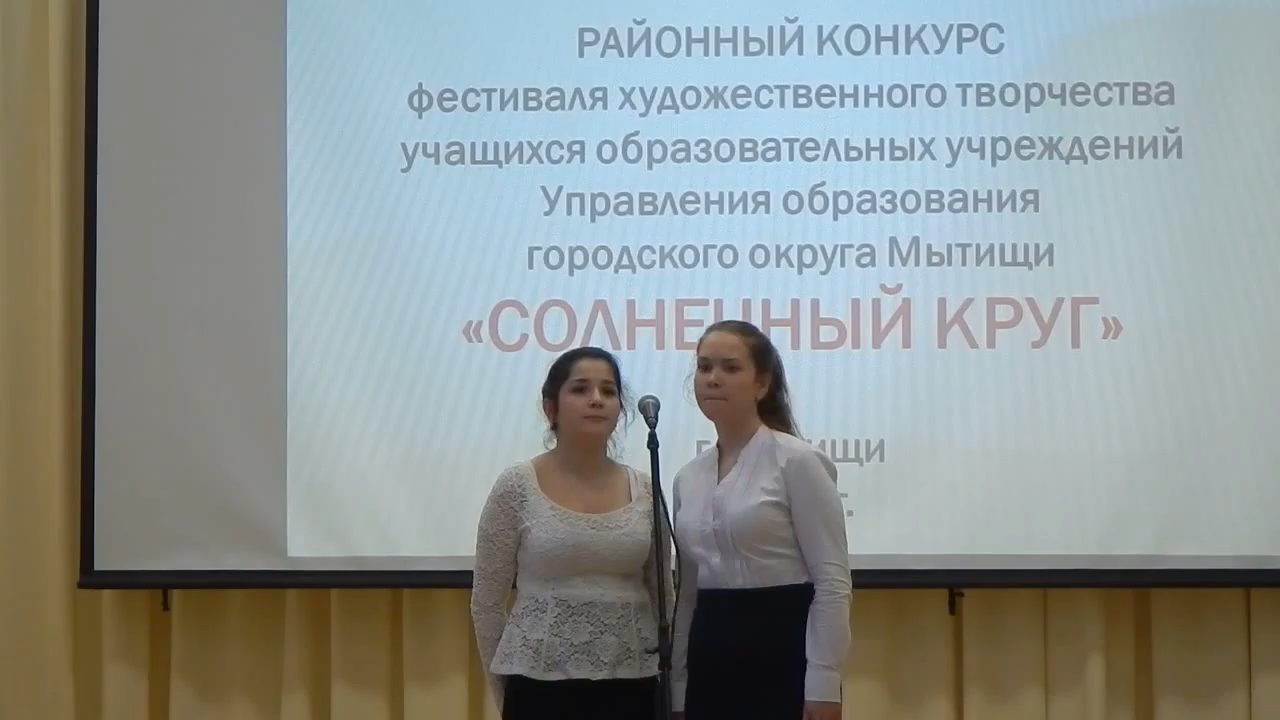 РАЙОННЫЙ КОНКУРС
фестиваля художественного творчества
учащихся образовательных учреждений
Управления образования
городского округа Мытищи
«СОЛНЕЧНЫЙ КРУГ»
г.